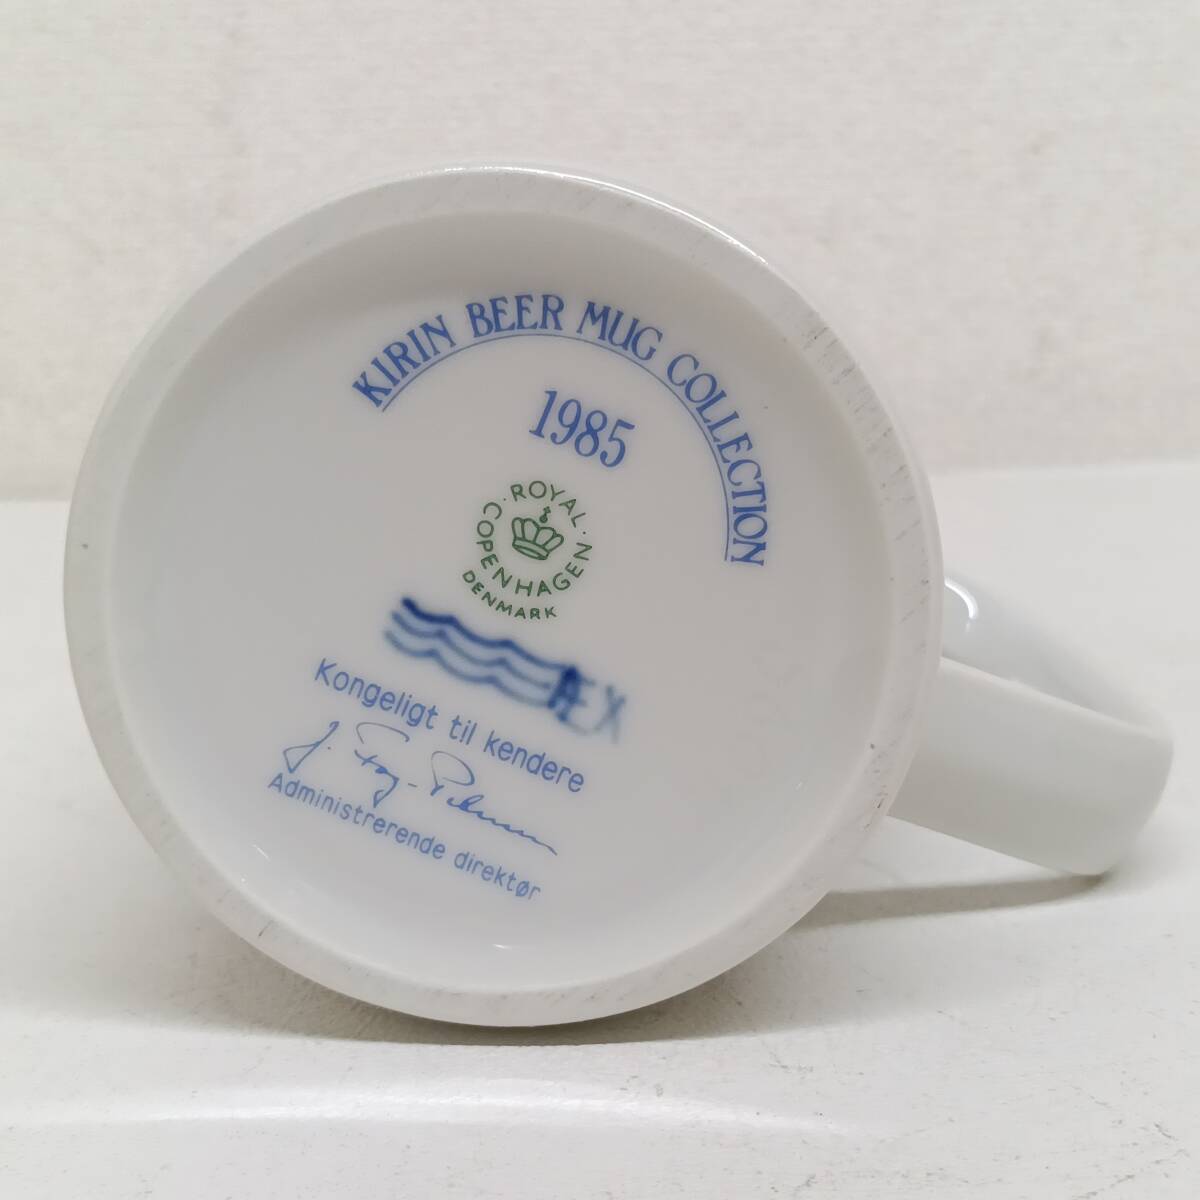 KIRIN BEER MUG COLLECTION
1985
ROYAL
COPENHAGEN
DENMARK
Kongeligt til kendere
Administrerende direktør